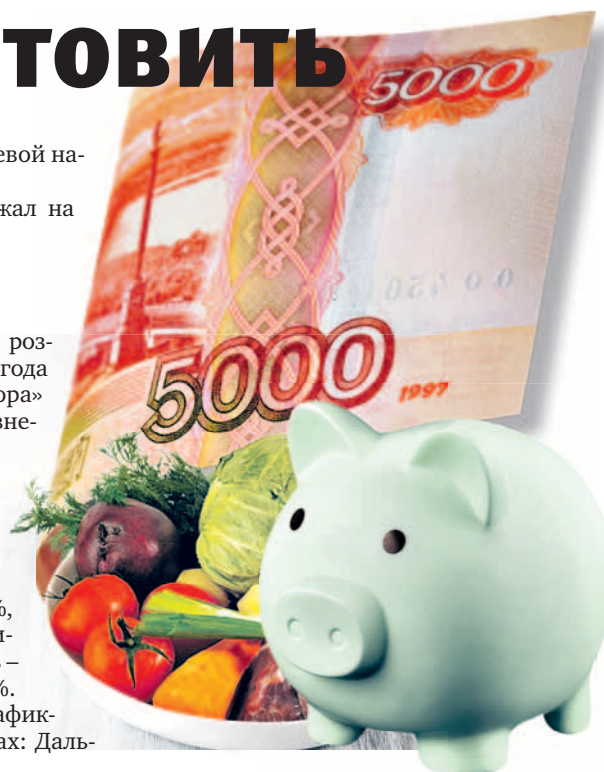 ТОВИТЬ
5000
евой на-
жал на
роз-
года
ора»
вне-
5000
1997
%,
и-
–
%.
афик-
ах: Даль-